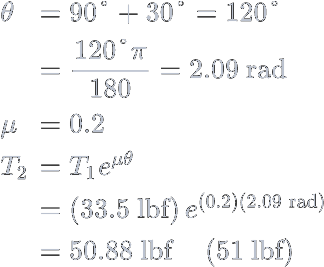 θ = 90° + 30° = 120°
= 120°π / 180 = 2.09 rad
μ = 0.2
T₂ = T₁e^{μθ}
= (33.5 lbf) e^{(0.2)(2.09 rad)}
= 50.88 lbf (51 lbf)